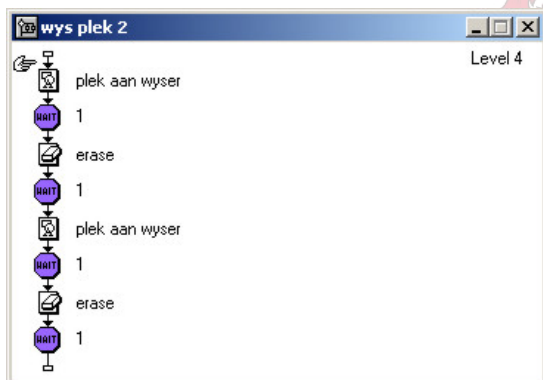 wys plek 2
Level 4
plek aan wyser
WAIT 1
erase
WAIT 1
plek aan wyser
WAIT 1
erase
WAIT 1